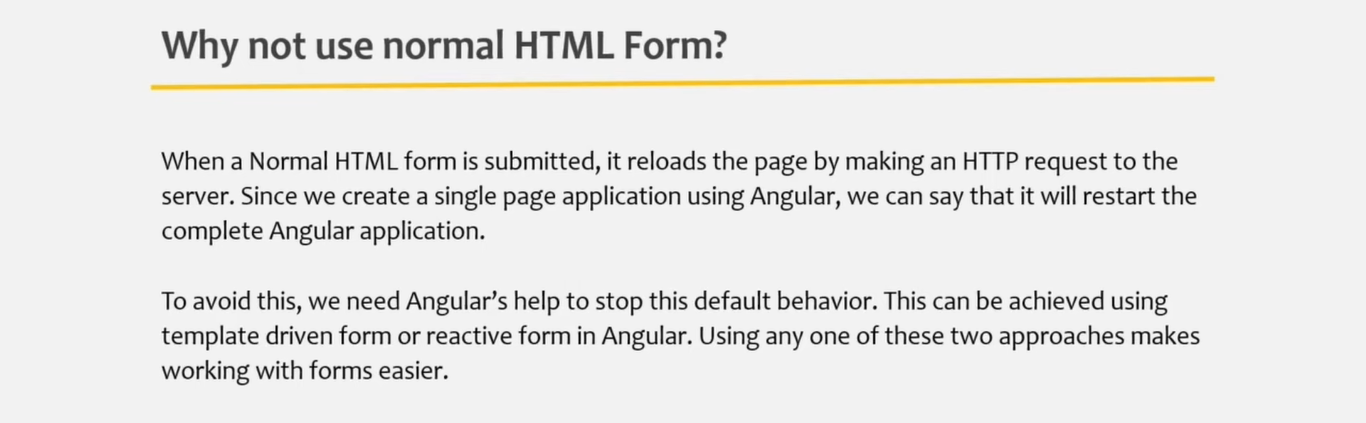 Why not use normal HTML Form?
When a Normal HTML form is submitted, it reloads the page by making an HTTP request to the
server. Since we create a single page application using Angular, we can say that it will restart the
complete Angular application.
To avoid this, we need Angular’s help to stop this default behavior. This can be achieved using
template driven form or reactive form in Angular. Using any one of these two approaches makes
working with forms easier.